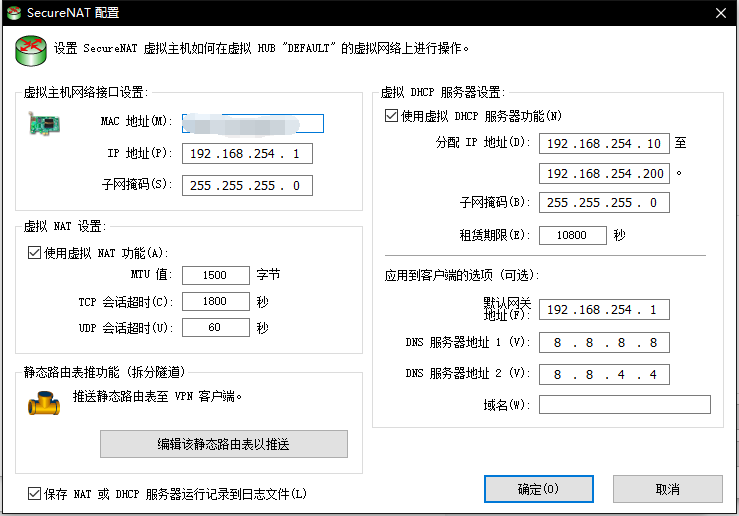 SecureNAT 配置
设置 SecureNAT 虚拟主机如何在虚拟 HUB "DEFAULT" 的虚拟网络上进行操作。
虚拟主机网络接口设置:
MAC 地址(M):
IP 地址(P): 192 .168 .254 . 1
子网掩码(S): 255 .255 .255 . 0
虚拟 NAT 设置:
使用虚拟 NAT 功能(A):
MTU 值: 1500 字节
TCP 会话超时(C): 1800 秒
UDP 会话超时(U): 60 秒
静态路由表推功能 (拆分隧道)
推送静态路由表至 VPN 客户端。
编辑该静态路由表以推送
保存 NAT 或 DHCP 服务器运行记录到日志文件(L)
虚拟 DHCP 服务器设置:
使用虚拟 DHCP 服务器功能(N)
分配 IP 地址(D): 192 .168 .254 . 10 至
192 .168 .254 .200 。
子网掩码(B): 255 .255 .255 . 0
租赁期限(E): 10800 秒
应用到客户端的选项 (可选):
默认网关
地址(F): 192 .168 .254 . 1
DNS 服务器地址 1 (V): 8 . 8 . 8 . 8
DNS 服务器地址 2 (V): 8 . 8 . 4 . 4
域名(W):
确定(O)
取消